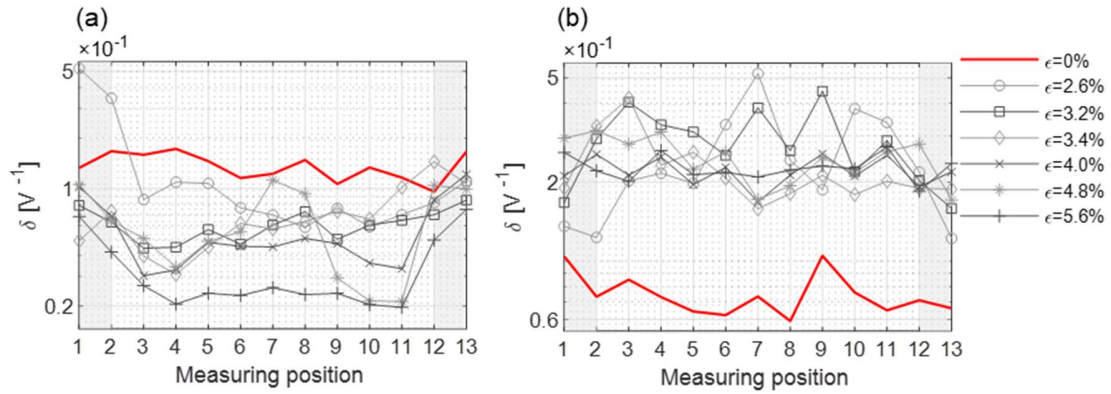 (a)
×10⁻¹
5
1
0.2
δ [V⁻¹]
1 2 3 4 5 6 7 8 9 10 11 12 13
Measuring position
(b)
×10⁻¹
5
2
0.6
δ [V⁻¹]
1 2 3 4 5 6 7 8 9 10 11 12 13
Measuring position
ϵ=0%
ϵ=2.6%
ϵ=3.2%
ϵ=3.4%
ϵ=4.0%
ϵ=4.8%
ϵ=5.6%